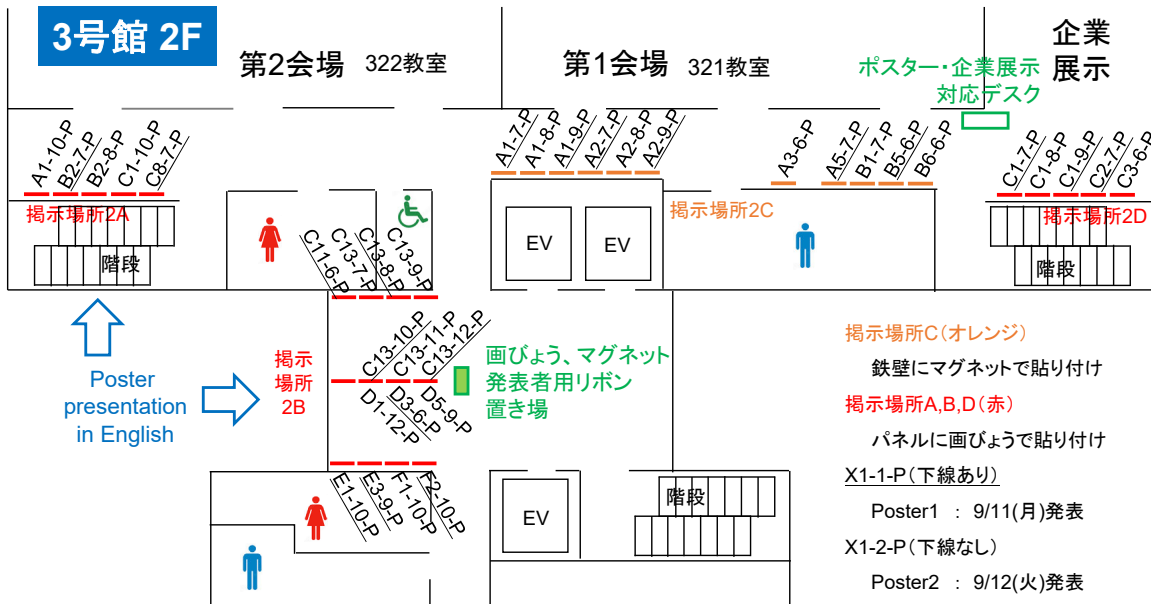 3号館 2F
第2会場 322教室
第1会場 321教室
企業
展示
ポスター・企業展示
対応デスク
A1-10-P
B2-7-P
B2-8-P
C1-10-P
C8-7-P
A1-7-P
A1-8-P
A1-9-P
A2-7-P
A2-8-P
A2-9-P
A3-6-P
A5-7-P
B1-7-P
B5-6-P
B6-6-P
C1-7-P
C1-8-P
C1-9-P
C2-7-P
C3-6-P
掲示場所2A
掲示場所2C
掲示場所2D
階段
EV
EV
階段
C11-6-P
C13-7-P
C13-8-P
C13-9-P
Poster
presentation
in English
掲示
場所
2B
C13-10-P
C13-11-P
C13-12-P
D1-12-P
D3-6-P
D5-9-P
画びょう、マグネット
発表者用リボン
置き場
E1-10-P
E3-9-P
F1-10-P
F2-10-P
EV
階段
掲示場所C(オレンジ)
鉄壁にマグネットで貼り付け
掲示場所A,B,D(赤)
パネルに画びょうで貼り付け
X1-1-P(下線あり)
Poster1 : 9/11(月)発表
X1-2-P(下線なし)
Poster2 : 9/12(火)発表